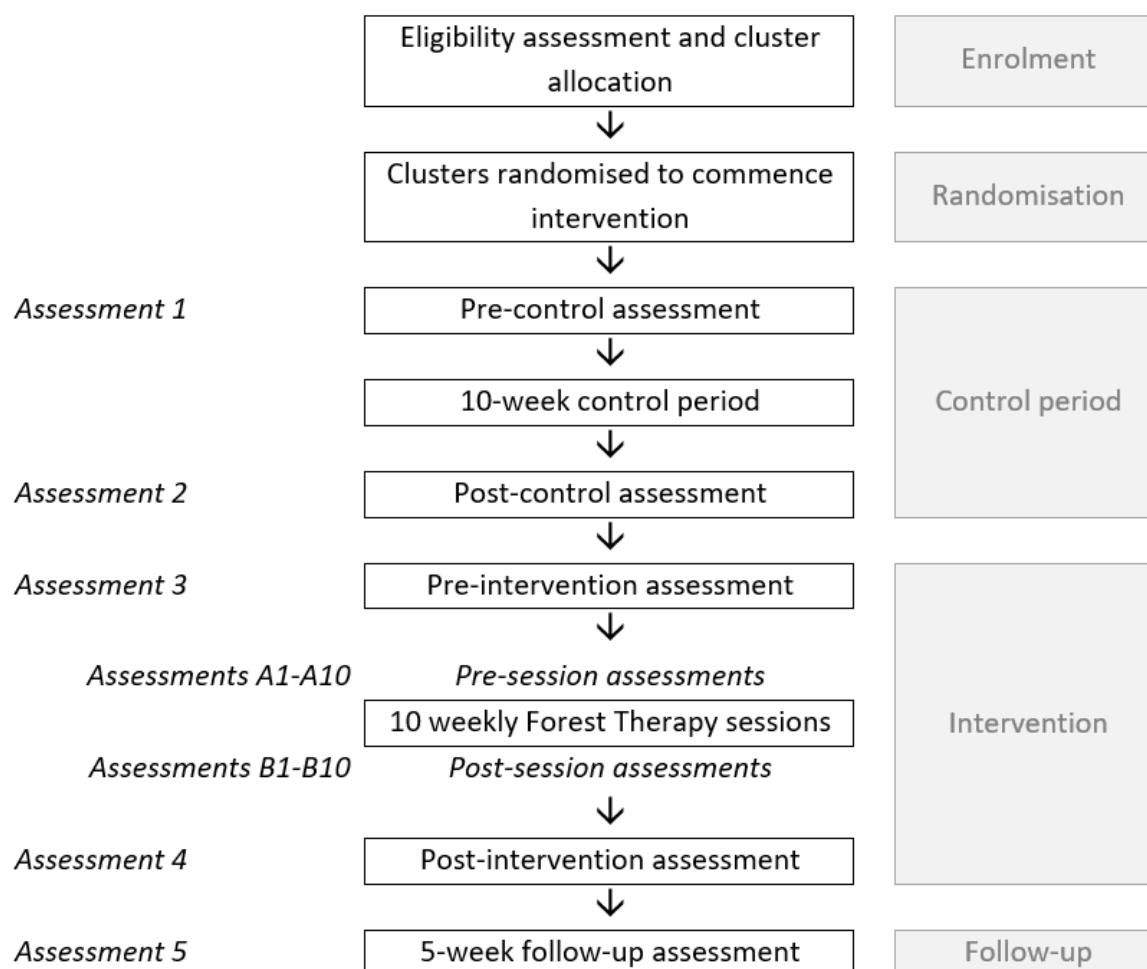 Eligibility assessment and cluster
allocation
Enrolment
Clusters randomised to commence
intervention
Randomisation
Assessment 1
Pre-control assessment
10-week control period
Control period
Assessment 2
Post-control assessment
Assessment 3
Pre-intervention assessment
Assessments A1-A10
Pre-session assessments
10 weekly Forest Therapy sessions
Intervention
Assessments B1-B10
Post-session assessments
Assessment 4
Post-intervention assessment
Assessment 5
5-week follow-up assessment
Follow-up